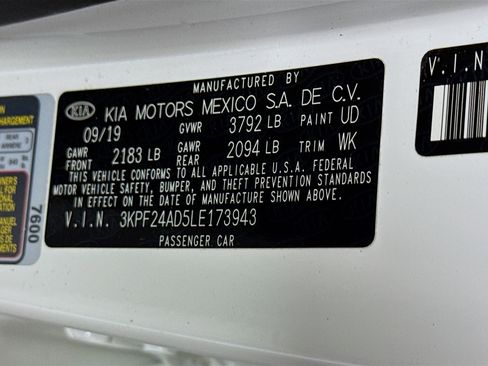 MANUFACTURED BY
KIA KIA MOTORS MEXICO S.A. DE C.V.
09/19 GVWR 3792 LB PAINT UD
GAWR FRONT 2183 LB GAWR REAR 2094 LB TRIM WK
THIS VEHICLE CONFORMS TO ALL APPLICABLE U.S.A. FEDERAL
MOTOR VEHICLE SAFETY, BUMPER, AND THEFT PREVENTION STANDARDS
IN EFFECT ON THE DATE OF MANUFACTURE SHOWN ABOVE.
V.I.N. 3KPF24AD5LE173943
PASSENGER CAR
V.I.N
REAR
7600